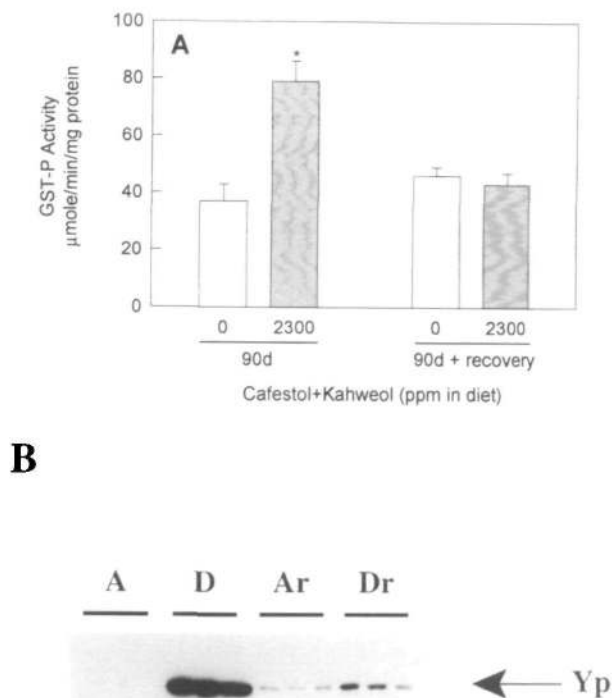 100
A
*
80
60
40
20
0
GST-P Activity
μmole/min/mg protein
0 2300 0 2300
90d 90d + recovery
Cafestol+Kahweol (ppm in diet)
B
A D Ar Dr
Yp